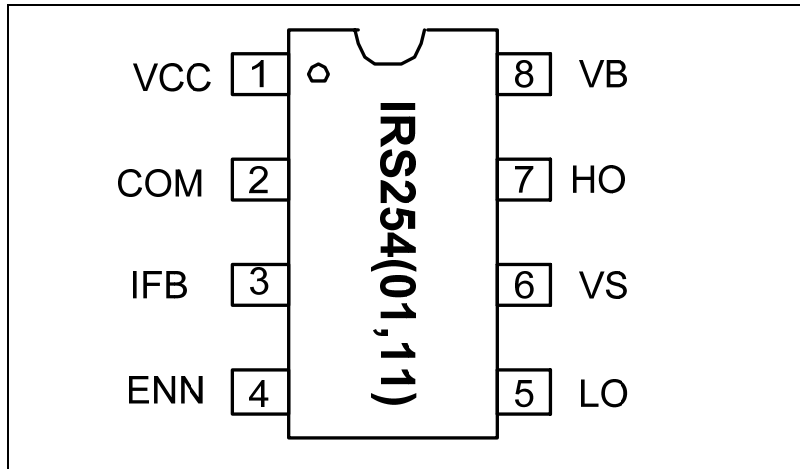 VCC 1
COM 2
IFB 3
ENN 4
IRS254(01,11)
8 VB
7 HO
6 VS
5 LO